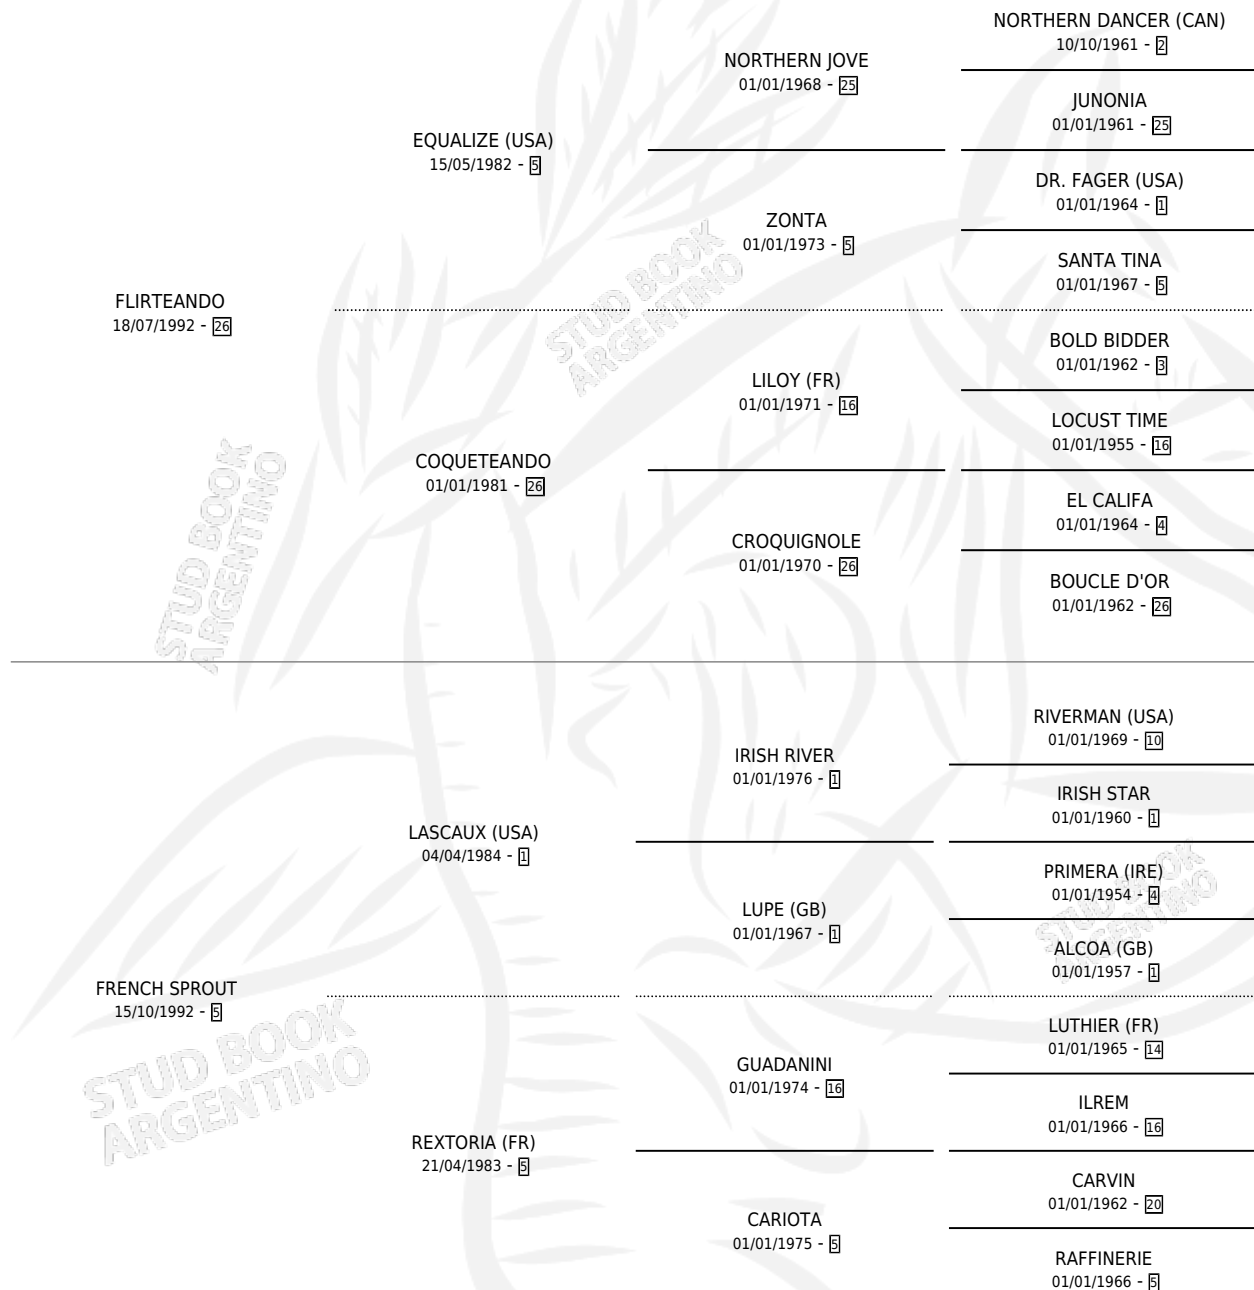 NORTHERN DANCER (CAN)
10/10/1961 - 2
NORTHERN JOVE
01/01/1968 - 25
JUNONIA
01/01/1961 - 25
EQUALIZE (USA)
15/05/1982 - 5
DR. FAGER (USA)
01/01/1964 - 1
ZONTA
01/01/1973 - 5
SANTA TINA
01/01/1967 - 5
FLIRTEANDO
18/07/1992 - 26
STUD BOOK
ARGENTINO
BOLD BIDDER
01/01/1962 - 3
LILOY (FR)
01/01/1971 - 16
LOCUST TIME
01/01/1955 - 16
COQUETEANDO
01/01/1981 - 26
EL CALIFA
01/01/1964 - 4
CROQUIGNOLE
01/01/1970 - 26
BOUCLE D'OR
01/01/1962 - 26
STUD BOOK
ARGENTINO
RIVERMAN (USA)
01/01/1969 - 10
IRISH RIVER
01/01/1976 - 1
IRISH STAR
01/01/1960 - 1
LASCAUX (USA)
04/04/1984 - 1
PRIMERA (IRE)
01/01/1954 - 4
LUPE (GB)
01/01/1967 - 1
ALCOA (GB)
01/01/1957 - 1
STUD BOOK
ARGENTINO
FRENCH SPROUT
15/10/1992 - 5
LUTHIER (FR)
01/01/1965 - 14
GUADANINI
01/01/1974 - 16
ILREM
01/01/1966 - 16
STUD BOOK
ARGENTINO
REXTORIA (FR)
21/04/1983 - 5
CARVIN
01/01/1962 - 20
CARIOTA
01/01/1975 - 5
RAFFINERIE
01/01/1966 - 5